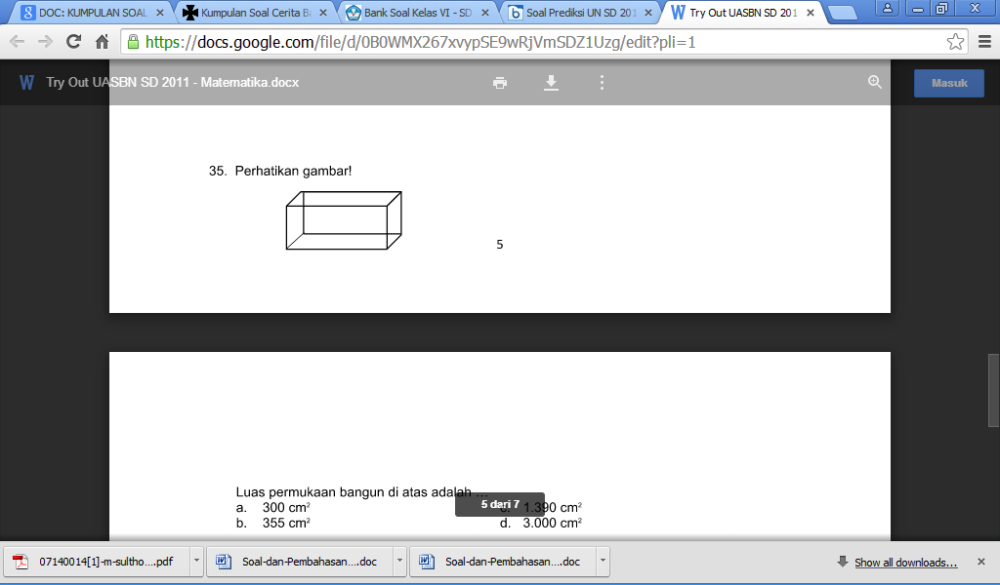 DOC: KUMPULAN SOAL
Kumpulan Soal Cerita Ba
Bank Soal Kelas VI - SD
Soal Prediksi UN SD 201
Try Out UASBN SD 201
https://docs.google.com/file/d/0B0WMX267xvypSE9wRjVmSDZ1Uzg/edit?pli=1
Try Out UASBN SD 2011 - Matematika.docx
Masuk
35. Perhatikan gambar!
5
Luas permukaan bangun di atas adalah ...
a. 300 cm² c. 1.390 cm²
5 dari 7
b. 355 cm² d. 3.000 cm²
07140014[1]-m-sultho....pdf
Soal-dan-Pembahasan....doc
Soal-dan-Pembahasan....doc
Show all downloads...